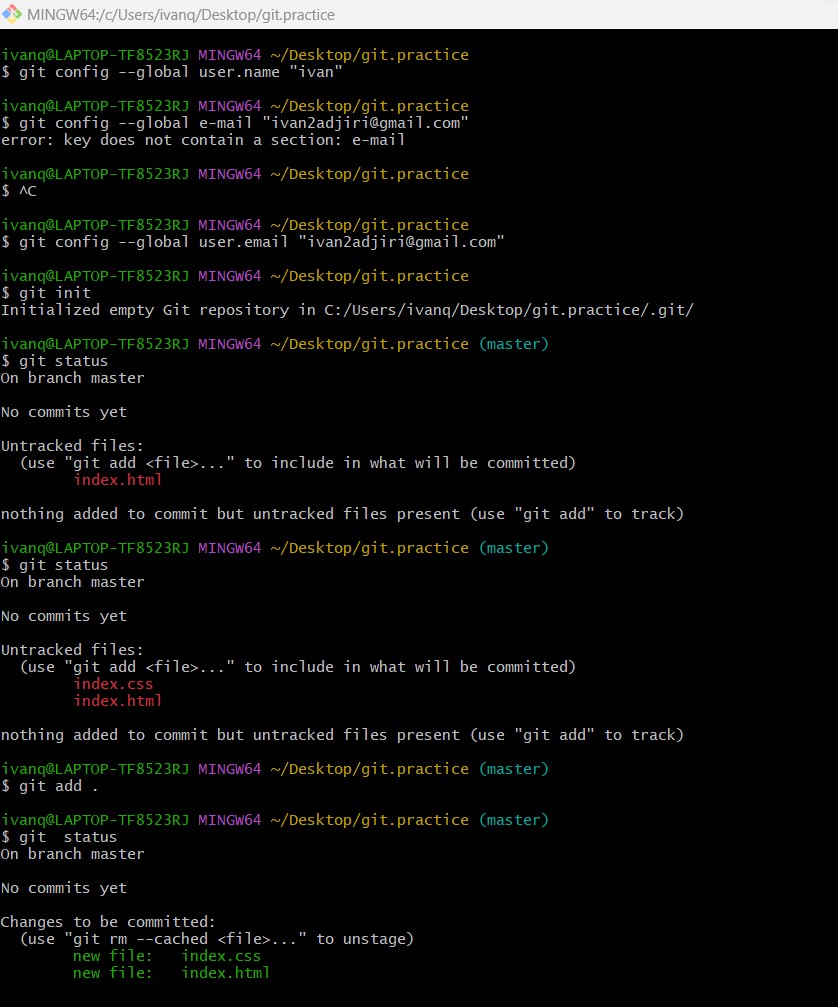 MINGW64:/c/Users/ivanq/Desktop/git.practice
ivanq@LAPTOP-TF8523RJ MINGW64 ~/Desktop/git.practice
$ git config --global user.name "ivan"
ivanq@LAPTOP-TF8523RJ MINGW64 ~/Desktop/git.practice
$ git config --global e-mail "ivan2adjiri@gmail.com"
error: key does not contain a section: e-mail
ivanq@LAPTOP-TF8523RJ MINGW64 ~/Desktop/git.practice
$ ^C
ivanq@LAPTOP-TF8523RJ MINGW64 ~/Desktop/git.practice
$ git config --global user.email "ivan2adjiri@gmail.com"
ivanq@LAPTOP-TF8523RJ MINGW64 ~/Desktop/git.practice
$ git init
Initialized empty Git repository in C:/Users/ivanq/Desktop/git.practice/.git/
ivanq@LAPTOP-TF8523RJ MINGW64 ~/Desktop/git.practice (master)
$ git status
On branch master
No commits yet
Untracked files:
  (use "git add <file>..." to include in what will be committed)
        index.html
nothing added to commit but untracked files present (use "git add" to track)
ivanq@LAPTOP-TF8523RJ MINGW64 ~/Desktop/git.practice (master)
$ git status
On branch master
No commits yet
Untracked files:
  (use "git add <file>..." to include in what will be committed)
        index.css
        index.html
nothing added to commit but untracked files present (use "git add" to track)
ivanq@LAPTOP-TF8523RJ MINGW64 ~/Desktop/git.practice (master)
$ git add .
ivanq@LAPTOP-TF8523RJ MINGW64 ~/Desktop/git.practice (master)
$ git  status
On branch master
No commits yet
Changes to be committed:
  (use "git rm --cached <file>..." to unstage)
        new file:   index.css
        new file:   index.html